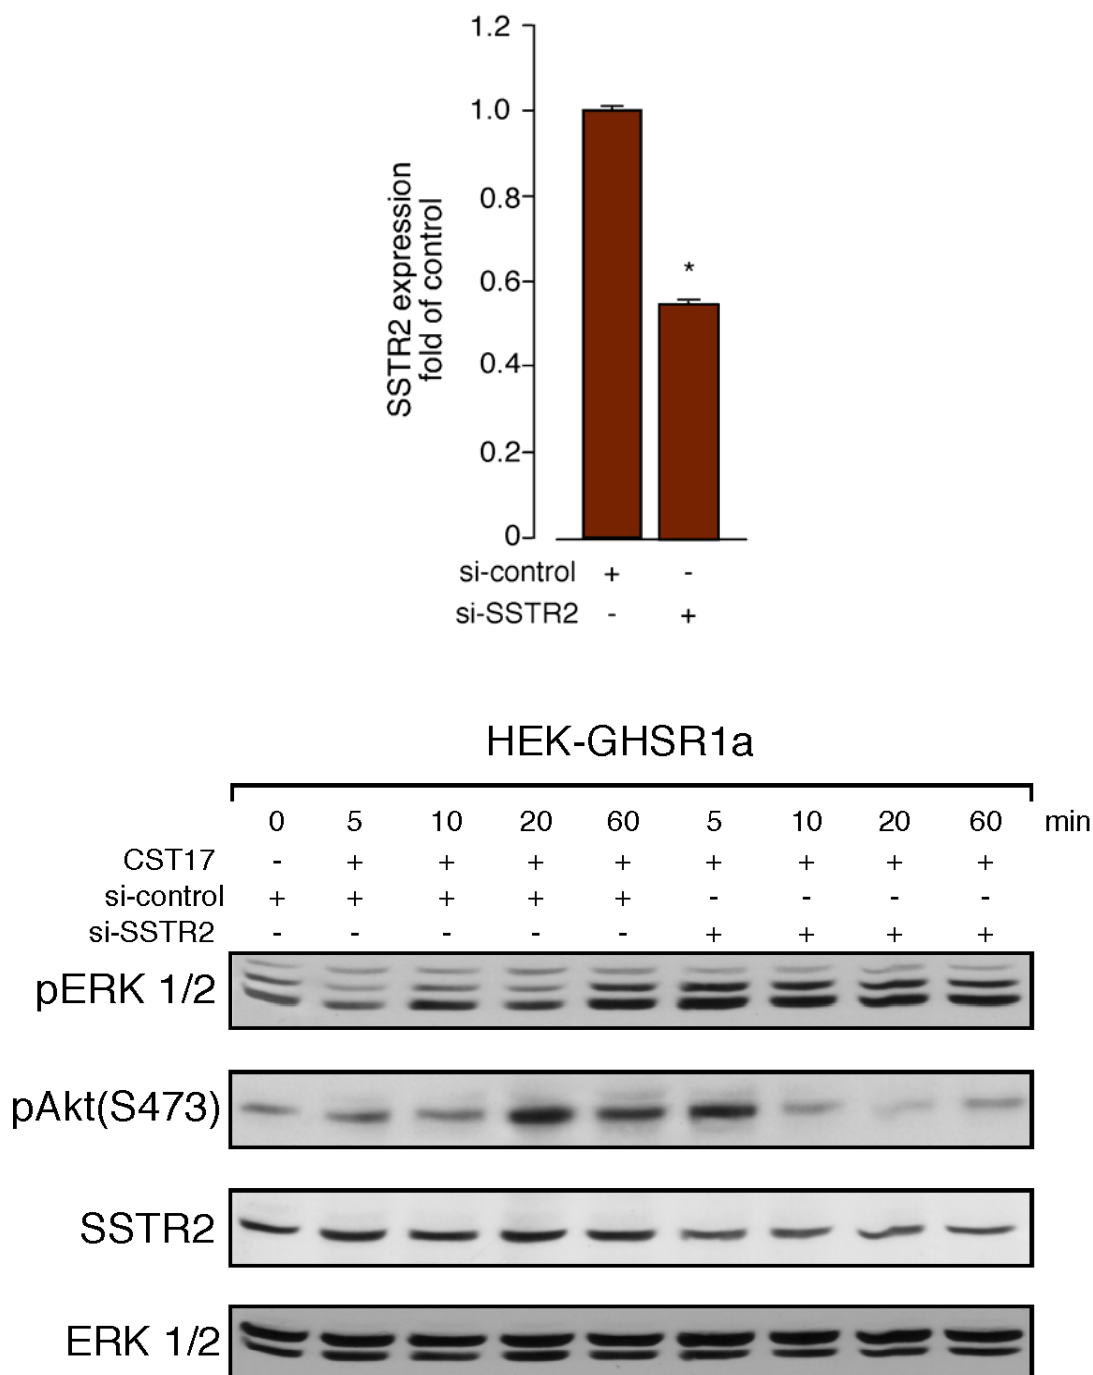 1.2
1.0
0.8
0.6
0.4
0.2
0
SSTR2 expression
fold of control
*
si-control + -
si-SSTR2 - +
HEK-GHSR1a
0 5 10 20 60 5 10 20 60 min
CST17 - + + + + + + + +
si-control + + + + + - - - -
si-SSTR2 - - - - - + + + +
pERK 1/2
pAkt(S473)
SSTR2
ERK 1/2